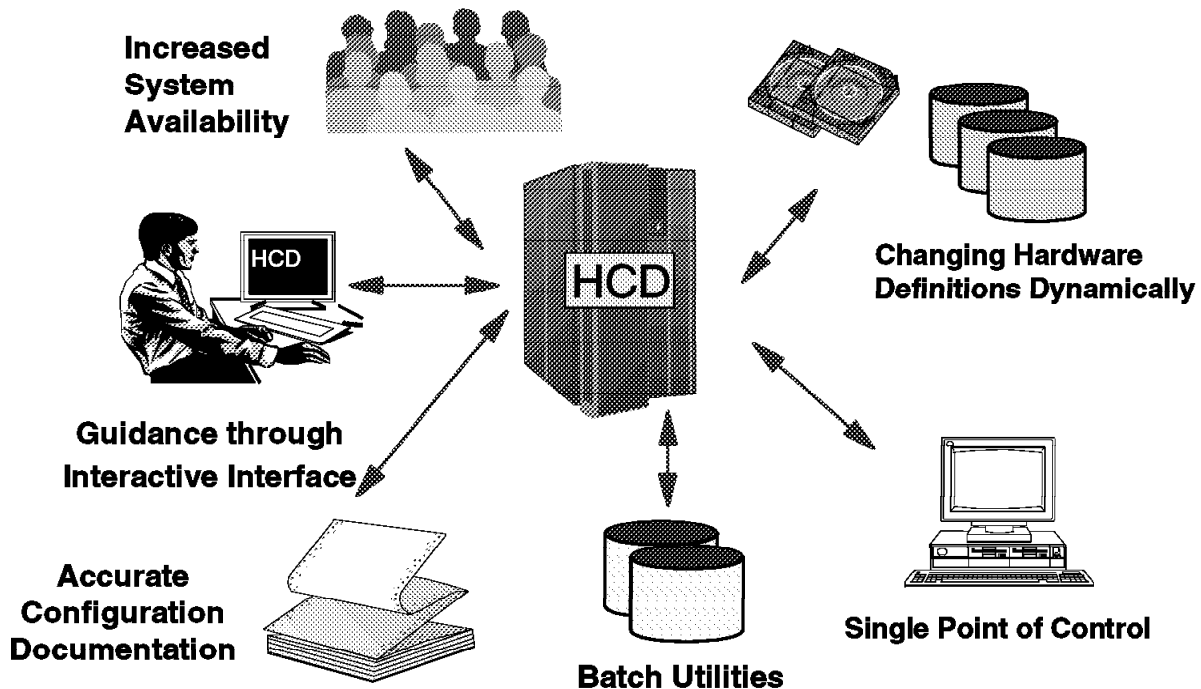 Increased
System
Availability
HCD
HCD
Changing Hardware
Definitions Dynamically
Guidance through
Interactive Interface
Accurate
Configuration
Documentation
Batch Utilities
Single Point of Control